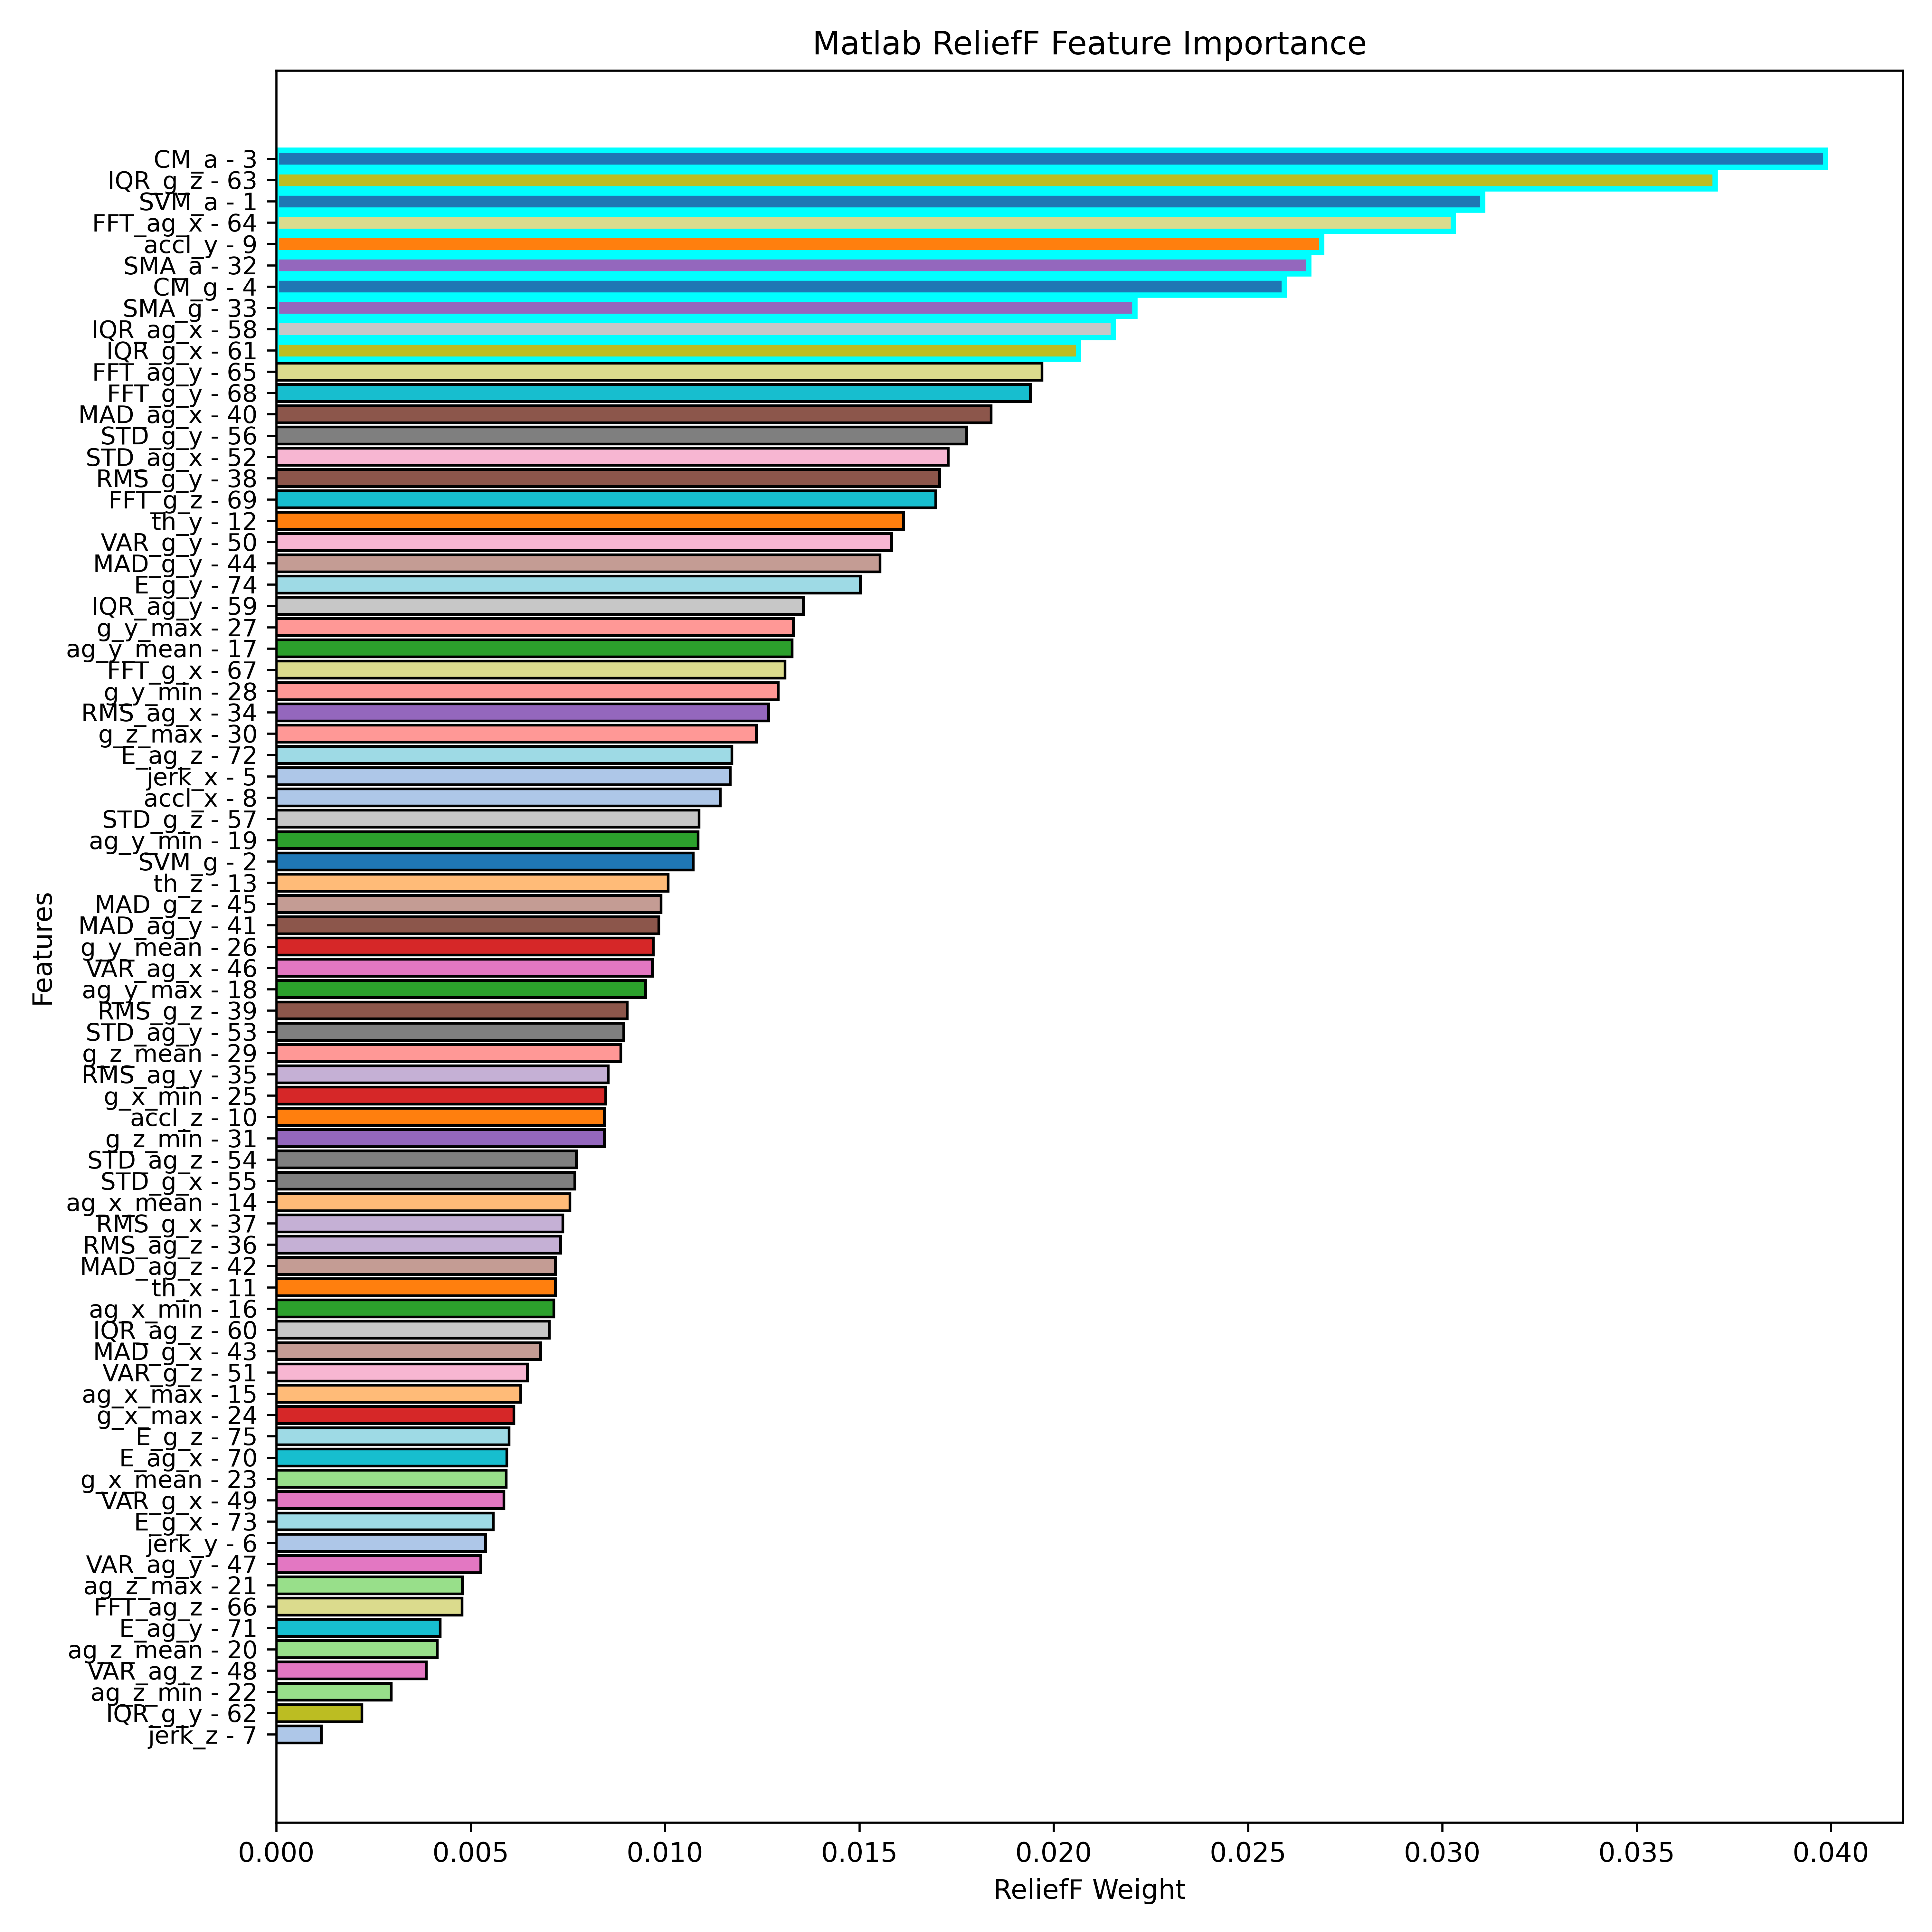 Matlab ReliefF Feature Importance
CM_a - 3
IQR_g_z - 63
SVM_a - 1
FFT_ag_x - 64
accl_y - 9
SMA_a - 32
CM_g - 4
SMA_g - 33
IQR_ag_x - 58
IQR_g_x - 61
FFT_ag_y - 65
FFT_g_y - 68
MAD_ag_x - 40
STD_g_y - 56
STD_ag_x - 52
RMS_g_y - 38
FFT_g_z - 69
th_y - 12
VAR_g_y - 50
MAD_g_y - 44
E_g_y - 74
IQR_ag_y - 59
g_y_max - 27
ag_y_mean - 17
FFT_g_x - 67
g_y_min - 28
RMS_ag_x - 34
g_z_max - 30
E_ag_z - 72
jerk_x - 5
accl_x - 8
STD_g_z - 57
ag_y_min - 19
SVM_g - 2
th_z - 13
MAD_g_z - 45
MAD_ag_y - 41
g_y_mean - 26
VAR_ag_x - 46
ag_y_max - 18
RMS_g_z - 39
STD_ag_y - 53
g_z_mean - 29
RMS_ag_y - 35
g_x_min - 25
accl_z - 10
g_z_min - 31
STD_ag_z - 54
STD_g_x - 55
ag_x_mean - 14
RMS_g_x - 37
RMS_ag_z - 36
MAD_ag_z - 42
th_x - 11
ag_x_min - 16
IQR_ag_z - 60
MAD_g_x - 43
VAR_g_z - 51
ag_x_max - 15
g_x_max - 24
E_g_z - 75
E_ag_x - 70
g_x_mean - 23
VAR_g_x - 49
E_g_x - 73
jerk_y - 6
VAR_ag_y - 47
ag_z_max - 21
FFT_ag_z - 66
E_ag_y - 71
ag_z_mean - 20
VAR_ag_z - 48
ag_z_min - 22
IQR_g_y - 62
jerk_z - 7
Features
0.000 0.005 0.010 0.015 0.020 0.025 0.030 0.035 0.040
ReliefF Weight